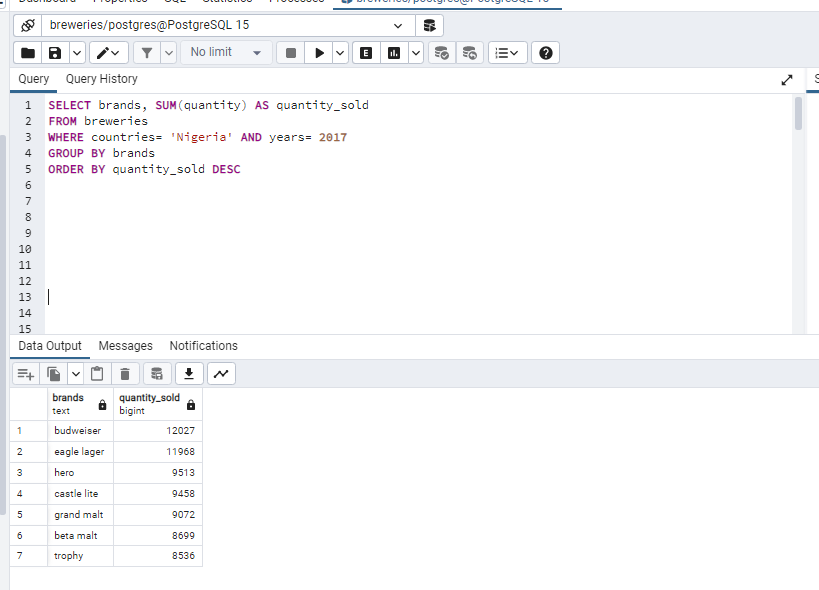 Dashboard Properties SQL Statistics Processes breweries/postgres@PostgreSQL 15
breweries/postgres@PostgreSQL 15
No limit
E
Query Query History
1 SELECT brands, SUM(quantity) AS quantity_sold
2 FROM breweries
3 WHERE countries= 'Nigeria' AND years= 2017
4 GROUP BY brands
5 ORDER BY quantity_sold DESC
6
7
8
9
10
11
12
13
14
15
Data Output Messages Notifications
brands quantity_sold
text bigint
1 budweiser 12027
2 eagle lager 11968
3 hero 9513
4 castle lite 9458
5 grand malt 9072
6 beta malt 8699
7 trophy 8536